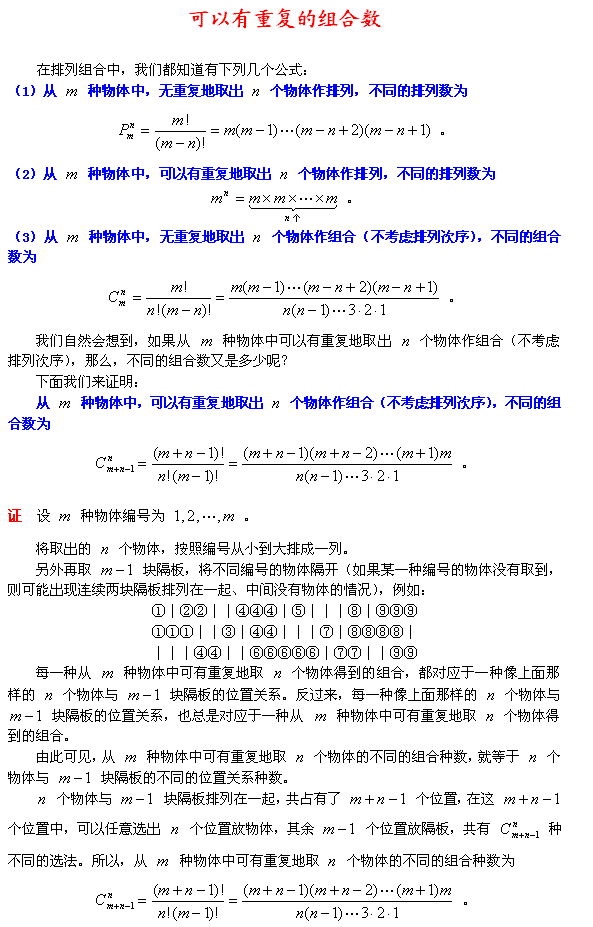 可以有重复的组合数
在排列组合中，我们都知道有下列几个公式：
（1）从 m 种物体中，无重复地取出 n 个物体作排列，不同的排列数为
P_m^n = m!/(m−n)! = m(m−1)⋯(m−n+2)(m−n+1) 。
（2）从 m 种物体中，可以有重复地取出 n 个物体作排列，不同的排列数为
m^n = m×m×⋯×m 。
n个
（3）从 m 种物体中，无重复地取出 n 个物体作组合（不考虑排列次序），不同的组合
数为
C_m^n = m!/(n!(m−n)!) = m(m−1)⋯(m−n+2)(m−n+1)/(n(n−1)⋯3·2·1) 。
我们自然会想到，如果从 m 种物体中可以有重复地取出 n 个物体作组合（不考虑
排列次序），那么，不同的组合数又是多少呢？
下面我们来证明：
从 m 种物体中，可以有重复地取出 n 个物体作组合（不考虑排列次序），不同的组
合数为
C_{m+n−1}^n = (m+n−1)!/(n!(m−1)!) = (m+n−1)(m+n−2)⋯(m+1)m/(n(n−1)⋯3·2·1) 。
证 设 m 种物体编号为 1,2,⋯,m 。
将取出的 n 个物体，按照编号从小到大排成一列。
另外再取 m−1 块隔板，将不同编号的物体隔开（如果某一种编号的物体没有取到，
则可能出现连续两块隔板排列在一起、中间没有物体的情况），例如：
①｜②②｜｜④④④｜⑤｜｜｜⑧｜⑨⑨⑨
①①①｜｜③｜④④｜｜｜⑦｜⑧⑧⑧⑧｜
｜｜｜④④｜｜⑥⑥⑥⑥⑥｜⑦⑦｜｜⑨⑨
每一种从 m 种物体中可有重复地取 n 个物体得到的组合，都对应于一种像上面那
样的 n 个物体与 m−1 块隔板的位置关系。反过来，每一种像上面那样的 n 个物体与
m−1 块隔板的位置关系，也总是对应于一种从 m 种物体中可有重复地取 n 个物体得
到的组合。
由此可见，从 m 种物体中可有重复地取 n 个物体的不同的组合种数，就等于 n 个
物体与 m−1 块隔板的不同的位置关系种数。
n 个物体与 m−1 块隔板排列在一起，共占有了 m+n−1 个位置，在这 m+n−1
个位置中，可以任意选出 n 个位置放物体，其余 m−1 个位置放隔板，共有 C_{m+n−1}^n 种
不同的选法。所以，从 m 种物体中可有重复地取 n 个物体的不同的组合种数为
C_{m+n−1}^n = (m+n−1)!/(n!(m−1)!) = (m+n−1)(m+n−2)⋯(m+1)m/(n(n−1)⋯3·2·1) 。